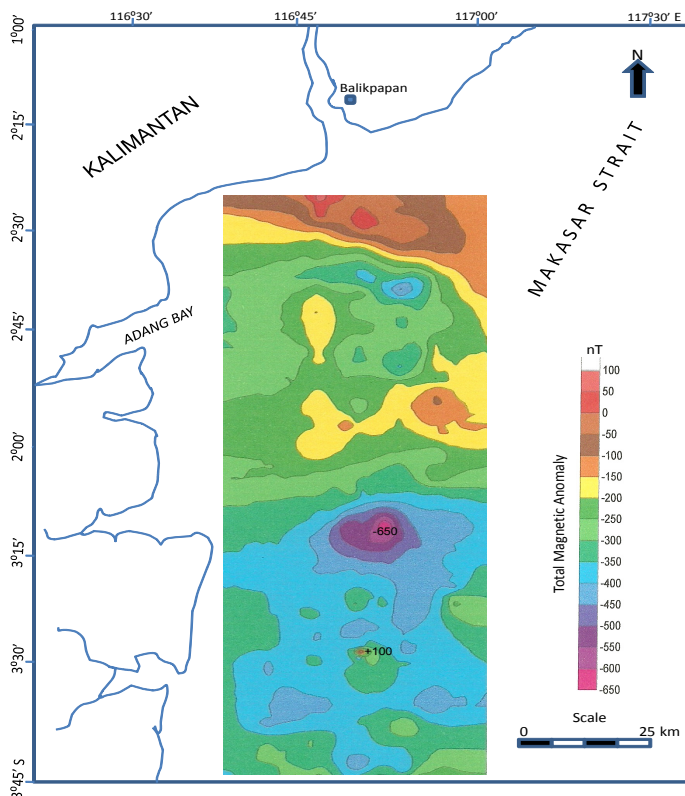 116°30' 116°45' 117°00' 117°30' E
1°00'
N
Balikpapan
2°15'
KALIMANTAN
MAKASAR STRAIT
2°30'
ADANG BAY
2°45'
nT
100
50
0
-50
-100
-150
-200
-250
-300
-350
-400
-450
-500
-550
-600
-650
Total Magnetic Anomaly
2°00'
-650
3°15'
+100
3°30'
Scale
0 25 km
3°45' S